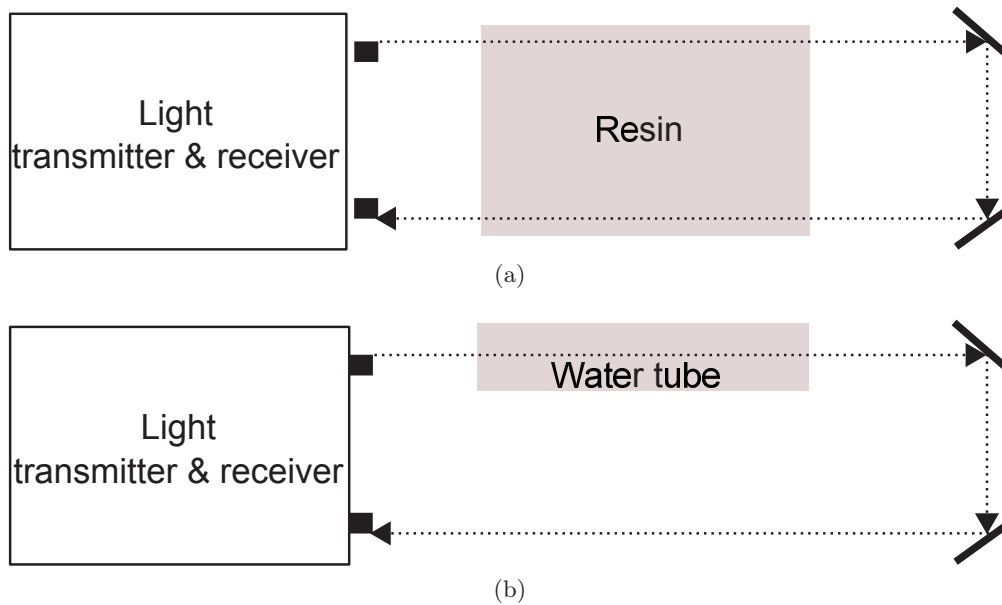 Light
transmitter & receiver
Resin
(a)
Light
transmitter & receiver
Water tube
(b)